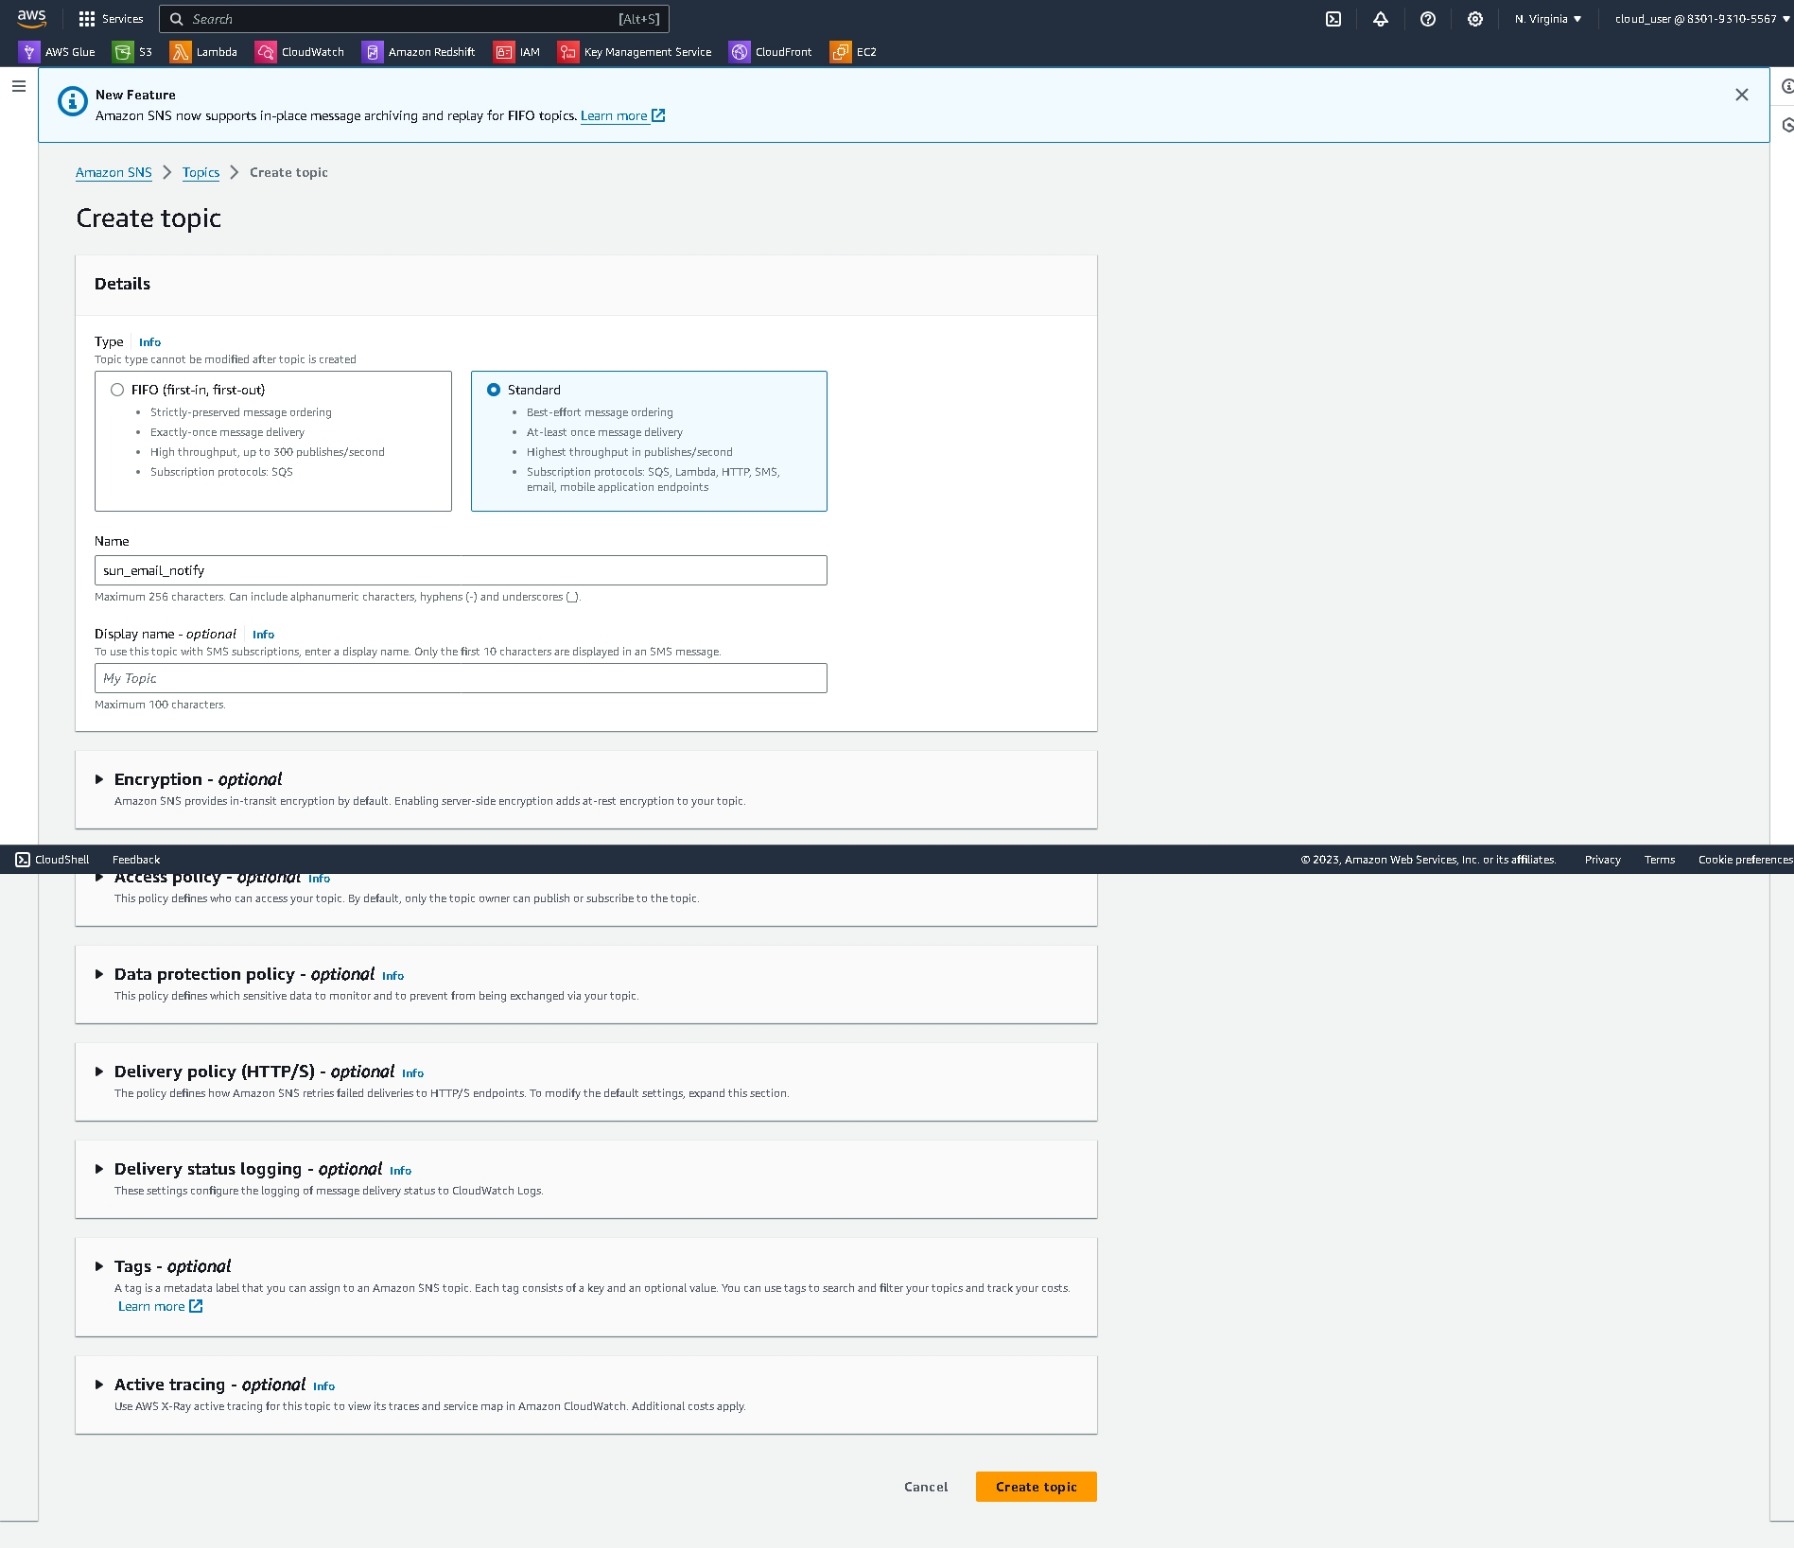 aws Services Search [Alt+S] N. Virginia cloud_user @ 8301-9310-5567
AWS Glue S3 Lambda CloudWatch Amazon Redshift IAM Key Management Service CloudFront EC2
New Feature
Amazon SNS now supports in-place message archiving and replay for FIFO topics. Learn more
Amazon SNS Topics Create topic
Create topic
Details
Type Info
Topic type cannot be modified after topic is created
FIFO (first-in, first-out)
• Strictly-preserved message ordering
• Exactly-once message delivery
• High throughput, up to 300 publishes/second
• Subscription protocols: SQS
Standard
• Best-effort message ordering
• At-least once message delivery
• Highest throughput in publishes/second
• Subscription protocols: SQS, Lambda, HTTP, SMS,
email, mobile application endpoints
Name
sun_email_notify
Maximum 256 characters. Can include alphanumeric characters, hyphens (-) and underscores (_).
Display name - optional Info
To use this topic with SMS subscriptions, enter a display name. Only the first 10 characters are displayed in an SMS message.
My Topic
Maximum 100 characters.
Encryption - optional
Amazon SNS provides in-transit encryption by default. Enabling server-side encryption adds at-rest encryption to your topic.
CloudShell Feedback © 2023, Amazon Web Services, Inc. or its affiliates. Privacy Terms Cookie preferences
Access policy - optional Info
This policy defines who can access your topic. By default, only the topic owner can publish or subscribe to the topic.
Data protection policy - optional Info
This policy defines which sensitive data to monitor and to prevent from being exchanged via your topic.
Delivery policy (HTTP/S) - optional Info
The policy defines how Amazon SNS retries failed deliveries to HTTP/S endpoints. To modify the default settings, expand this section.
Delivery status logging - optional Info
These settings configure the logging of message delivery status to CloudWatch Logs.
Tags - optional
A tag is a metadata label that you can assign to an Amazon SNS topic. Each tag consists of a key and an optional value. You can use tags to search and filter your topics and track your costs.
Learn more
Active tracing - optional Info
Use AWS X-Ray active tracing for this topic to view its traces and service map in Amazon CloudWatch. Additional costs apply.
Cancel Create topic